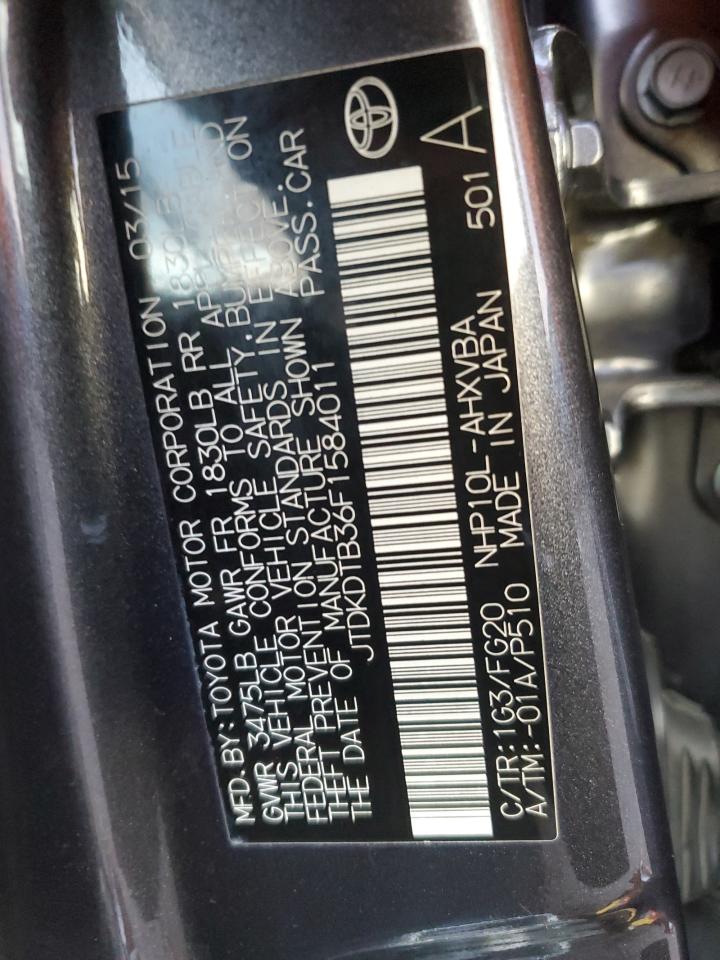 MFD. BY: TOYOTA MOTOR CORPORATION 03/15
GVWR 3475LB GAWR FR 1830LB RR 1830LB
THIS VEHICLE CONFORMS TO ALL
FEDERAL MOTOR VEHICLE SAFETY, BUMPER ON
THEFT PREVENTION STANDARDS IN EFFECT
THE DATE OF MANUFACTURE SHOWN ABOVE.
JTDKDTB36F1584011 PASS. CAR
C/TR:1G3/FG20 NHP10L-AHXVBA 501 A
A/TM:-01A/P510 MADE IN JAPAN